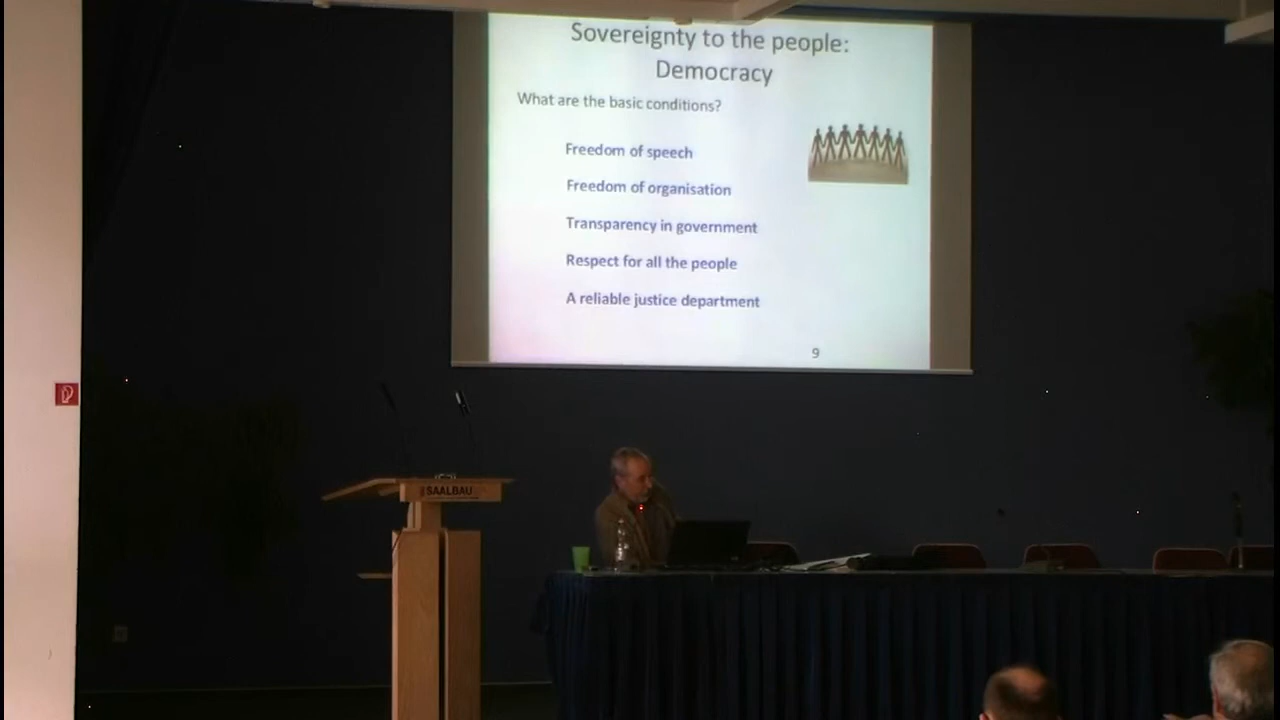 Sovereignty to the people:
Democracy
What are the basic conditions?
Freedom of speech
Freedom of organisation
Transparency in government
Respect for all the people
A reliable justice department
9
SAALBAU